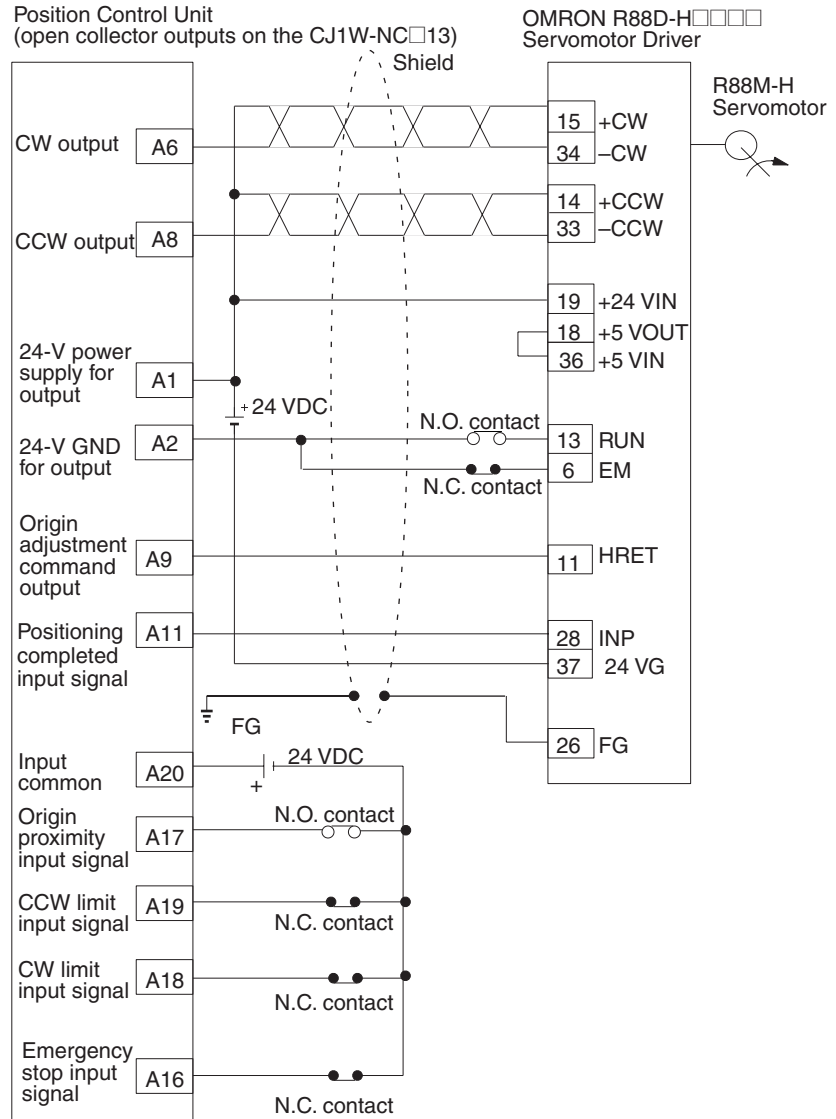 Position Control Unit
(open collector outputs on the CJ1W-NC□13)
OMRON R88D-H□□□□
Servomotor Driver
Shield
R88M-H
Servomotor
CW output
A6
15
+CW
34
–CW
CCW output
A8
14
+CCW
33
–CCW
19
+24 VIN
18
+5 VOUT
36
+5 VIN
24-V power
supply for
output
A1
+
24 VDC
24-V GND
for output
A2
N.O. contact
13
RUN
6
EM
N.C. contact
Origin
adjustment
command
output
A9
11
HRET
Positioning
completed
input signal
A11
28
INP
37
24 VG
FG
26
FG
Input
common
A20
24 VDC
+
Origin
proximity
input signal
A17
N.O. contact
CCW limit
input signal
A19
N.C. contact
CW limit
input signal
A18
N.C. contact
Emergency
stop input
signal
A16
N.C. contact